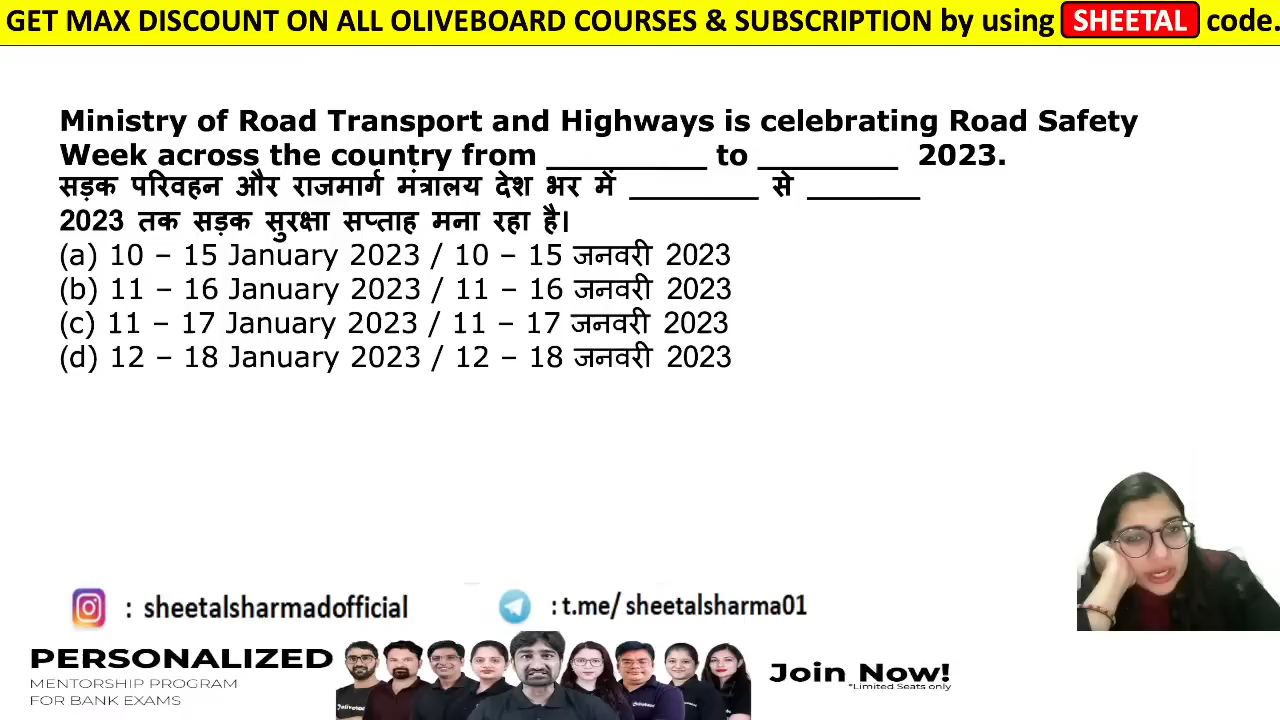 GET MAX DISCOUNT ON ALL OLIVEBOARD COURSES & SUBSCRIPTION by using SHEETAL code.
Ministry of Road Transport and Highways is celebrating Road Safety
Week across the country from __________ to _________ 2023.
सड़क परिवहन और राजमार्ग मंत्रालय देश भर में ________ से _______
2023 तक सड़क सुरक्षा सप्ताह मना रहा है।
(a) 10 – 15 January 2023 / 10 – 15 जनवरी 2023
(b) 11 – 16 January 2023 / 11 – 16 जनवरी 2023
(c) 11 – 17 January 2023 / 11 – 17 जनवरी 2023
(d) 12 – 18 January 2023 / 12 – 18 जनवरी 2023
: sheetalsharmadofficial
: t.me/ sheetalsharma01
PERSONALIZED
MENTORSHIP PROGRAM
FOR BANK EXAMS
Join Now!
*Limited Seats only